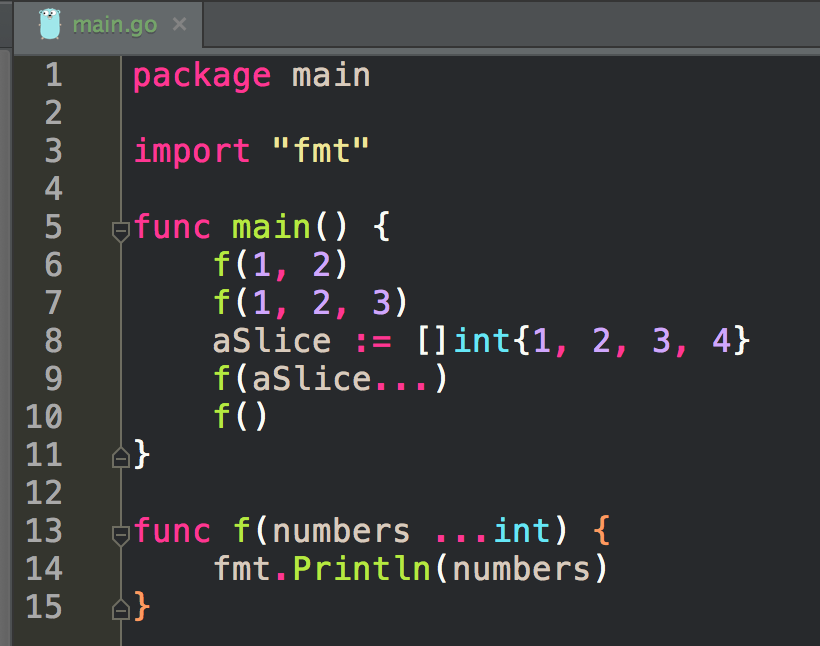 main.go ×
1 package main
2
3 import "fmt"
4
5 func main() {
6     f(1, 2)
7     f(1, 2, 3)
8     aSlice := []int{1, 2, 3, 4}
9     f(aSlice...)
10     f()
11 }
12
13 func f(numbers ...int) {
14     fmt.Println(numbers)
15 }